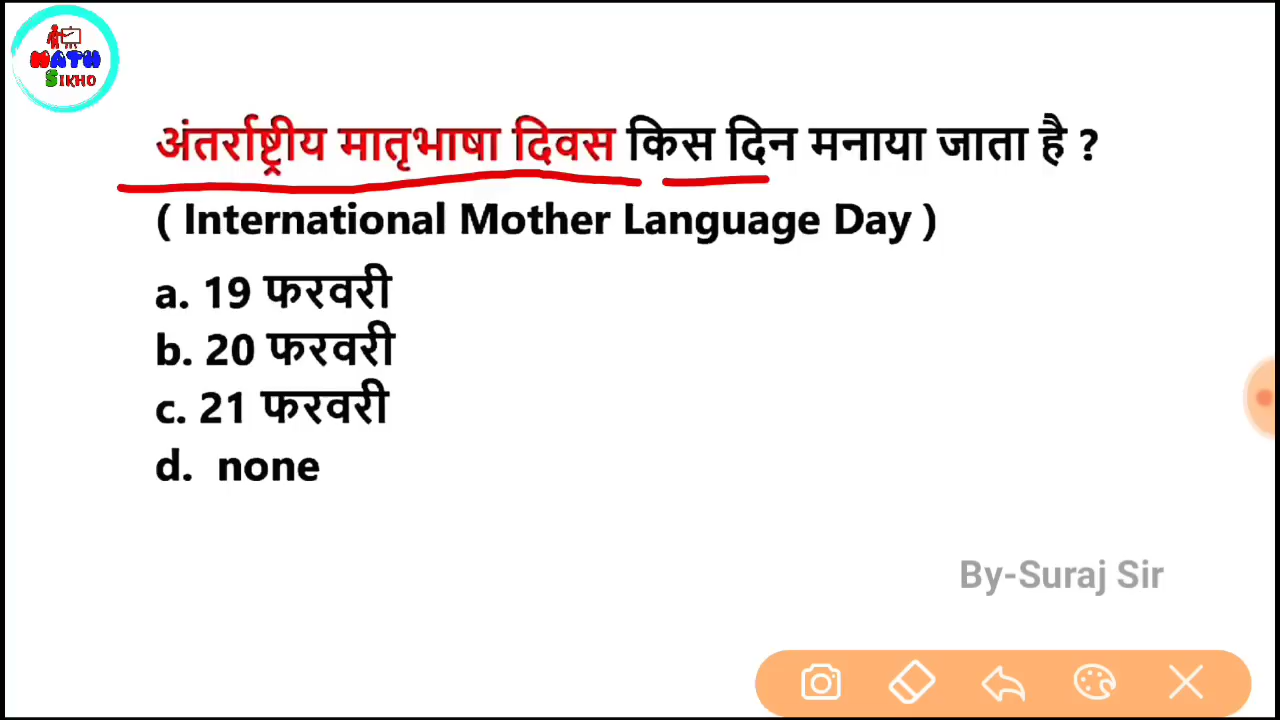 MATH
SIKHO
अंतर्राष्ट्रीय मातृभाषा दिवस किस दिन मनाया जाता है ?
( International Mother Language Day )
a. 19 फरवरी
b. 20 फरवरी
c. 21 फरवरी
d. none
By-Suraj Sir